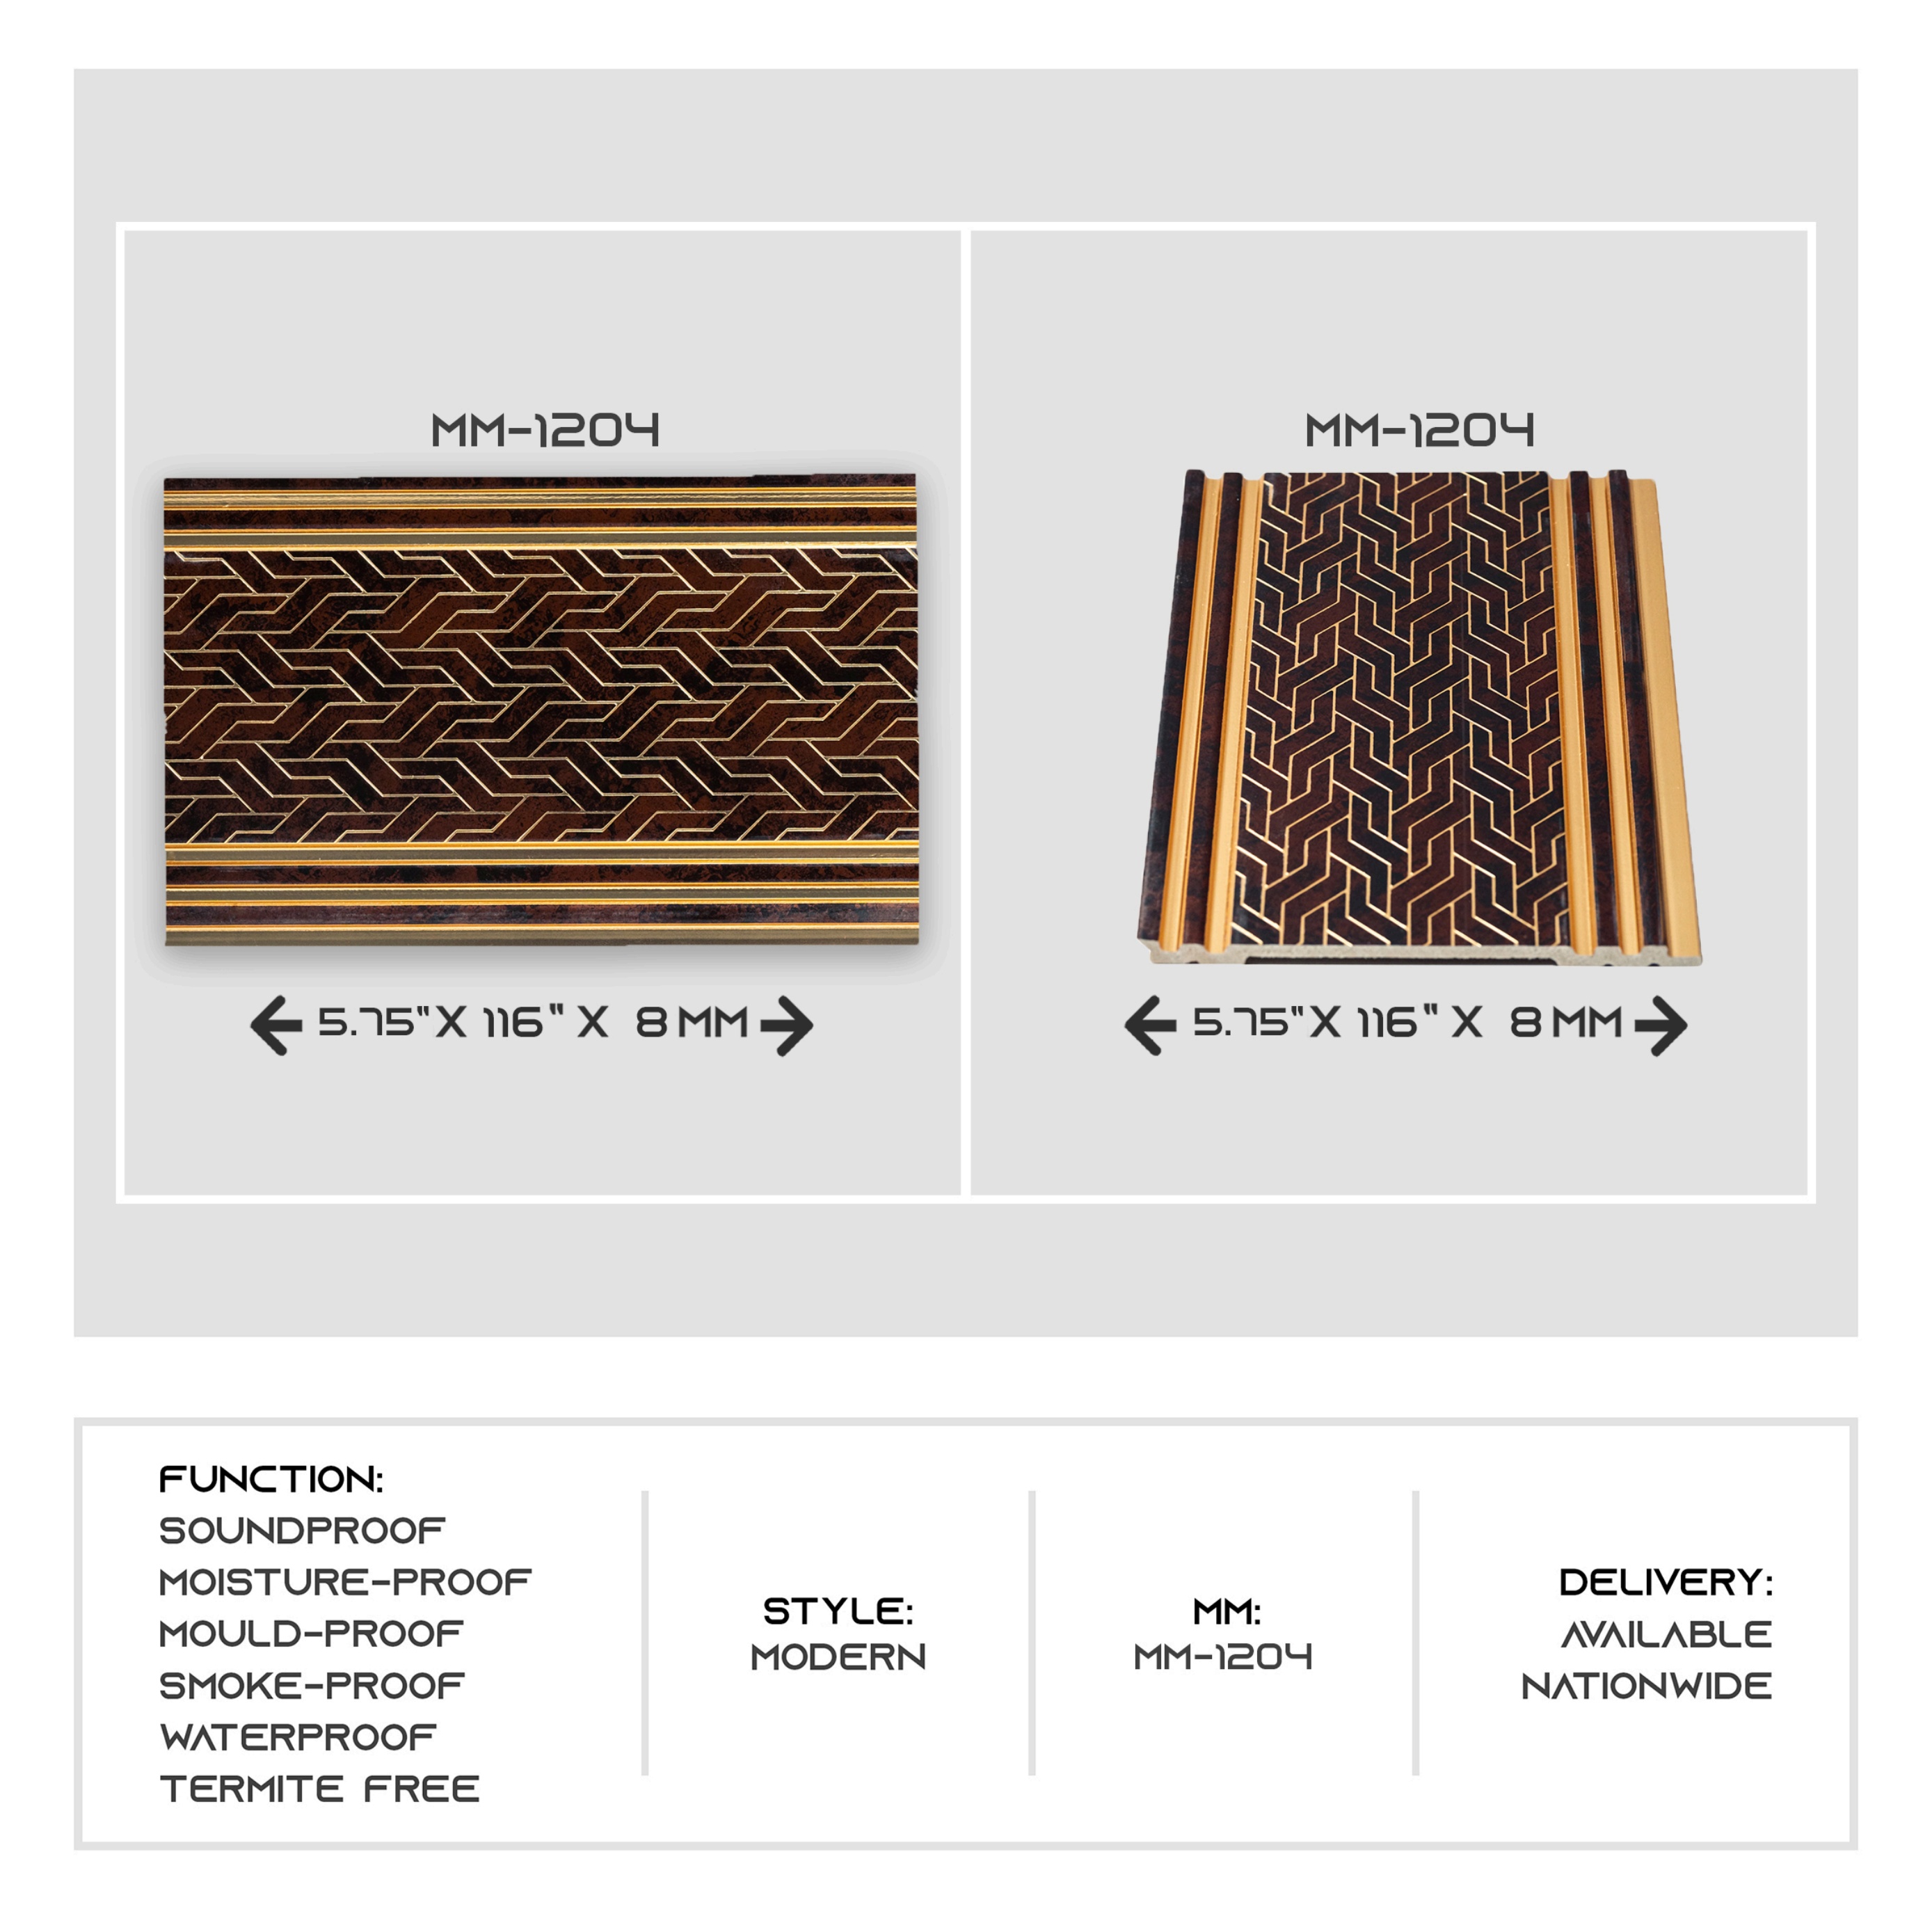 MM-1204
5.75"X 116" X 8 MM
MM-1204
5.75"X 116" X 8 MM
FUNCTION:
SOUNDPROOF
MOISTURE-PROOF
MOULD-PROOF
SMOKE-PROOF
WATERPROOF
TERMITE FREE
STYLE:
MODERN
MM:
MM-1204
DELIVERY:
AVAILABLE
NATIONWIDE